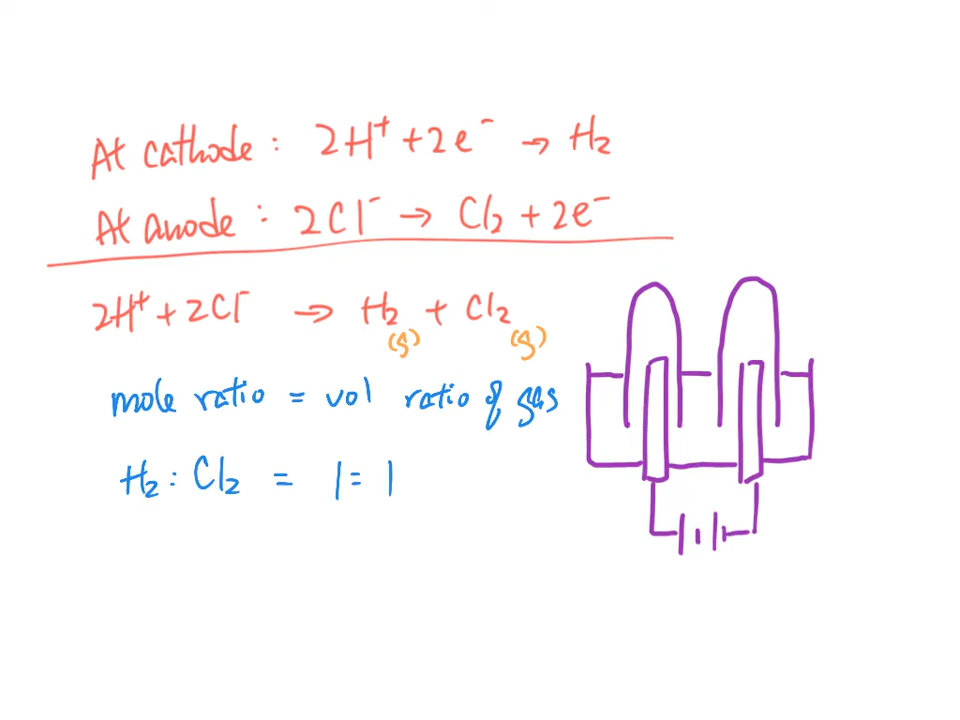 At cathode : 2H⁺ + 2e⁻ → H₂
At anode : 2Cl⁻ → Cl₂ + 2e⁻
2H⁺ + 2Cl⁻ → H₂ + Cl₂
(g) (g)
mole ratio = vol ratio of gas
H₂ : Cl₂ = 1 = 1